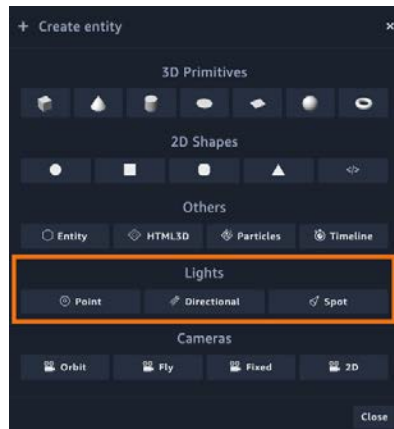 + Create entity ×
3D Primitives
2D Shapes
</>
Others
Entity HTML3D Particles Timeline
Lights
Point Directional Spot
Cameras
Orbit Fly Fixed 2D
Close